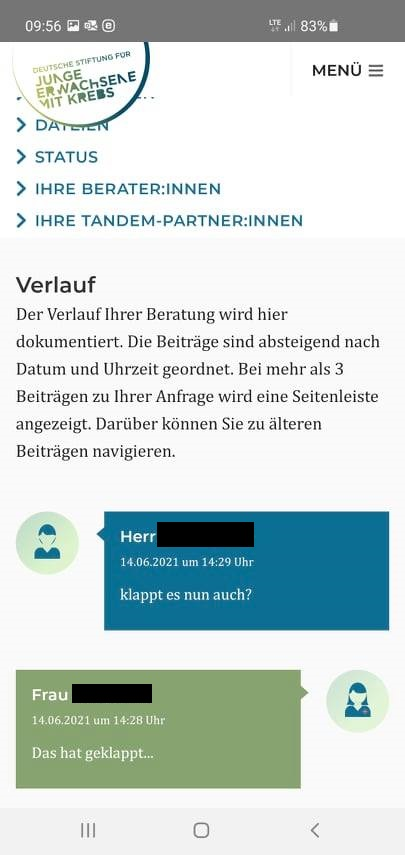 09:56
LTE
83%
DEUTSCHE STIFTUNG FÜR
JUNGE
ERWACHSENE
MIT KREBS
MENÜ
DATEIEN
STATUS
IHRE BERATER:INNEN
IHRE TANDEM-PARTNER:INNEN
Verlauf
Der Verlauf Ihrer Beratung wird hier
dokumentiert. Die Beiträge sind absteigend nach
Datum und Uhrzeit geordnet. Bei mehr als 3
Beiträgen zu Ihrer Anfrage wird eine Seitenleiste
angezeigt. Darüber können Sie zu älteren
Beiträgen navigieren.
Herr
14.06.2021 um 14:29 Uhr
klappt es nun auch?
Frau
14.06.2021 um 14:28 Uhr
Das hat geklappt...